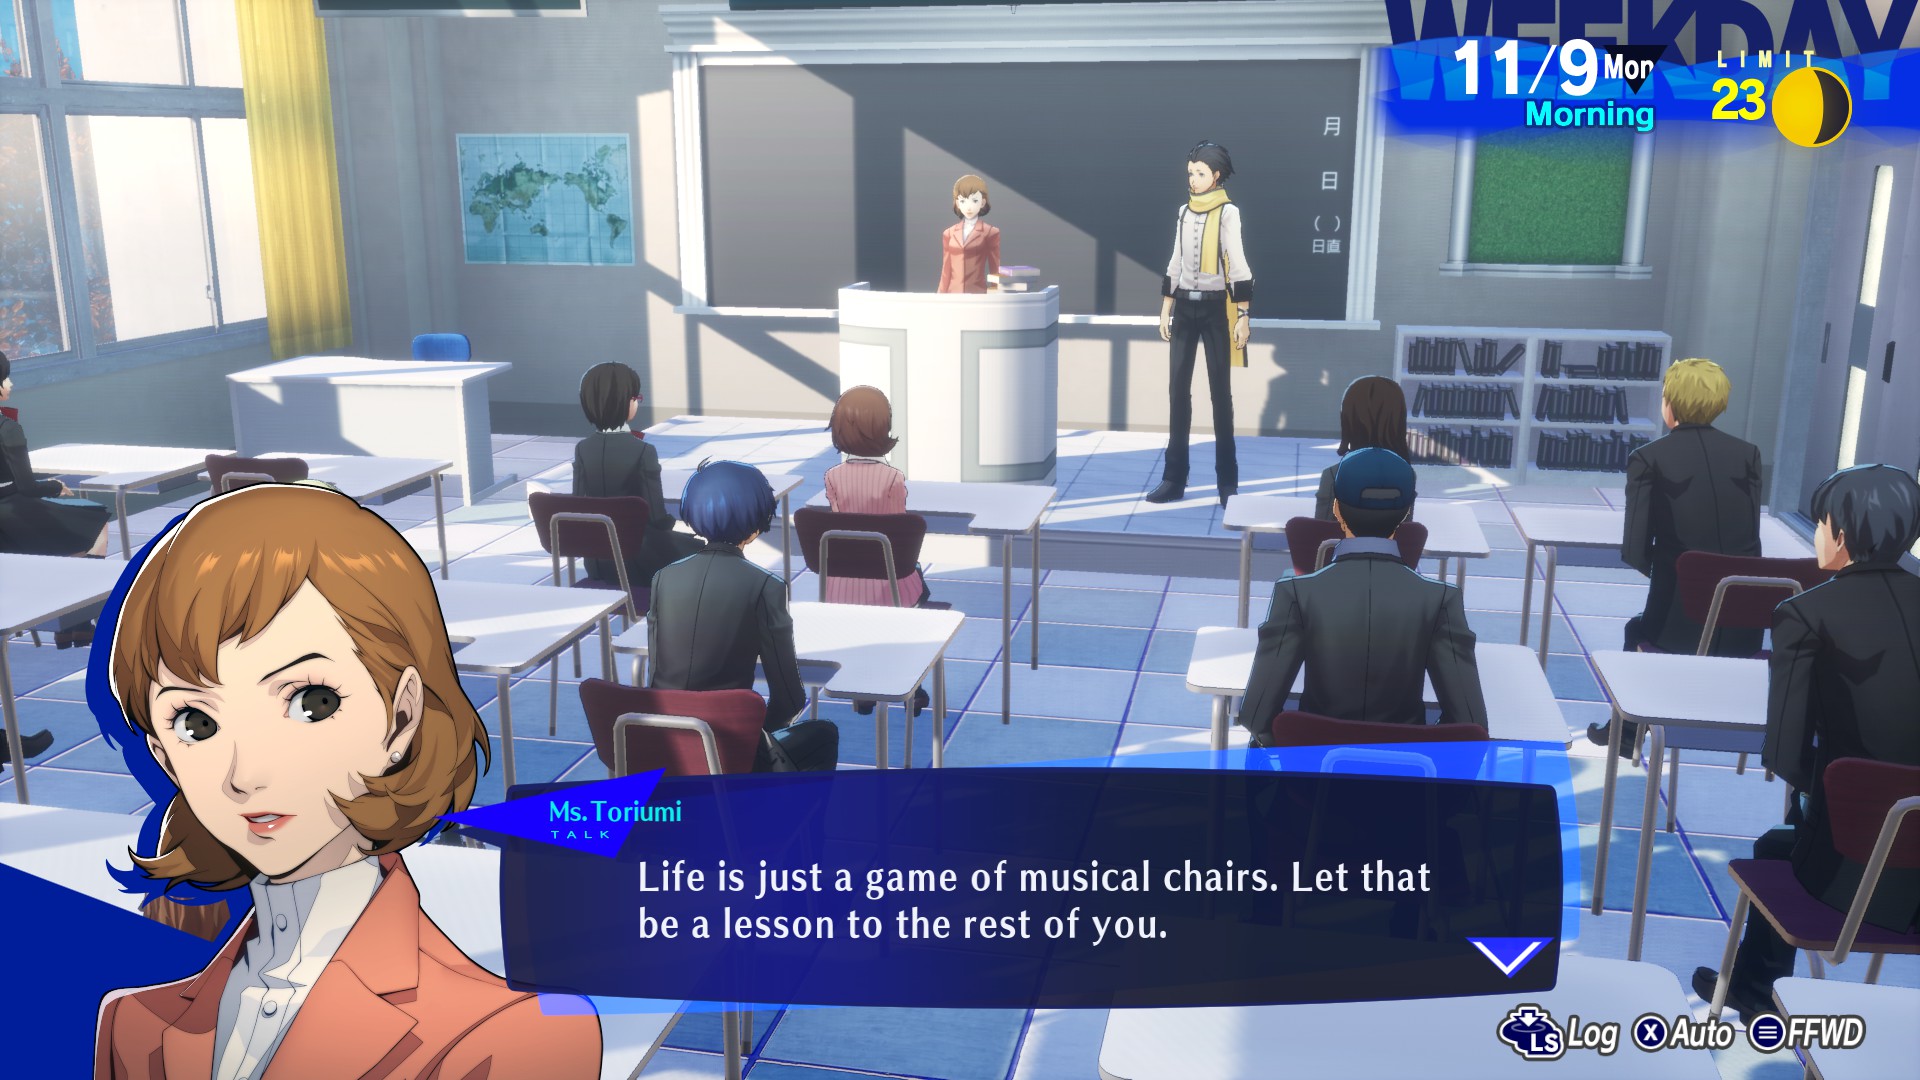 WEEKDAY
11/9 Mon
Morning
LIMIT
23
月
日
( )
日直
Ms.Toriumi
TALK
Life is just a game of musical chairs. Let that
be a lesson to the rest of you.
LS Log X Auto FFWD